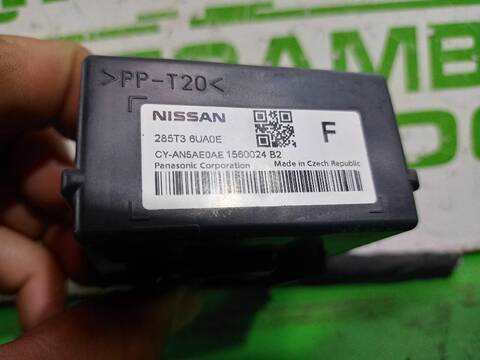 >PP-T20<
NISSAN
285T3 6UA0E
F
CY-AN5AE0AE 1560024 B2
Panasonic Corporation Made in Czech Republic